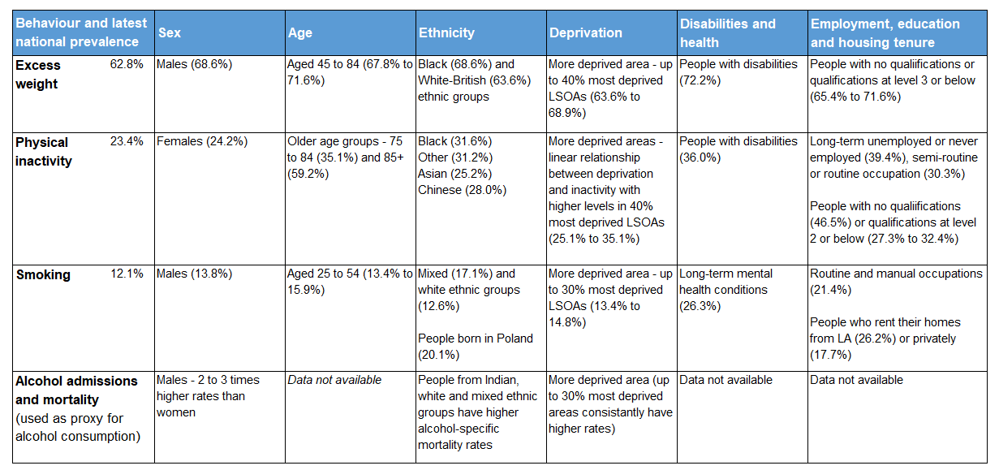 Behaviour and latest
national prevalence
Sex
Age
Ethnicity
Deprivation
Disabilities and
health
Employment, education
and housing tenure
Excess
weight
62.8%
Males (68.6%)
Aged 45 to 84 (67.8% to
71.6%)
Black (68.6%) and
White-British (63.6%)
ethnic groups
More deprived area - up
to 40% most deprived
LSOAs (63.6% to
68.9%)
People with disabilities
(72.2%)
People with no qualiifications or
qualifications at level 3 or below
(65.4% to 71.6%)
Physical
inactivity
23.4%
Females (24.2%)
Older age groups - 75
to 84 (35.1%) and 85+
(59.2%)
Black (31.6%)
Other (31.2%)
Asian (25.2%)
Chinese (28.0%)
More deprived areas -
linear relationship
between deprivation
and inactivity with
higher levels in 40%
most deprived LSOAs
(25.1% to 35.1%)
People with disabilities
(36.0%)
Long-term unemployed or never
employed (39.4%), semi-routine
or routine occupation (30.3%)
People with no qualiifications
(46.5%) or qualifications at level
2 or below (27.3% to 32.4%)
Smoking
12.1%
Males (13.8%)
Aged 25 to 54 (13.4% to
15.9%)
Mixed (17.1%) and
white ethnic groups
(12.6%)
People born in Poland
(20.1%)
More deprived area - up
to 30% most deprived
LSOAs (13.4% to
14.8%)
Long-term mental
health conditions
(26.3%)
Routine and manual occupations
(21.4%)
People who rent their homes
from LA (26.2%) or privately
(17.7%)
Alcohol admissions
and mortality
(used as proxy for
alcohol consumption)
Males - 2 to 3 times
higher rates than
women
Data not available
People from Indian,
white and mixed ethnic
groups have higher
alcohol-specific
mortality rates
More deprived area (up
to 30% most deprived
areas consistantly have
higher rates)
Data not available
Data not available